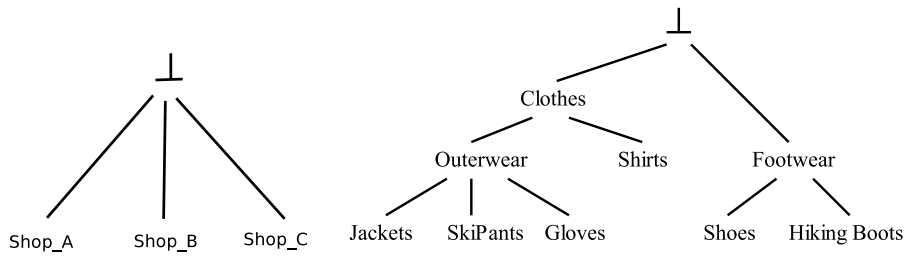 Clothes
Outerwear Shirts Footwear
Jackets SkiPants Gloves Shoes Hiking Boots
Shop_A Shop_B Shop_C